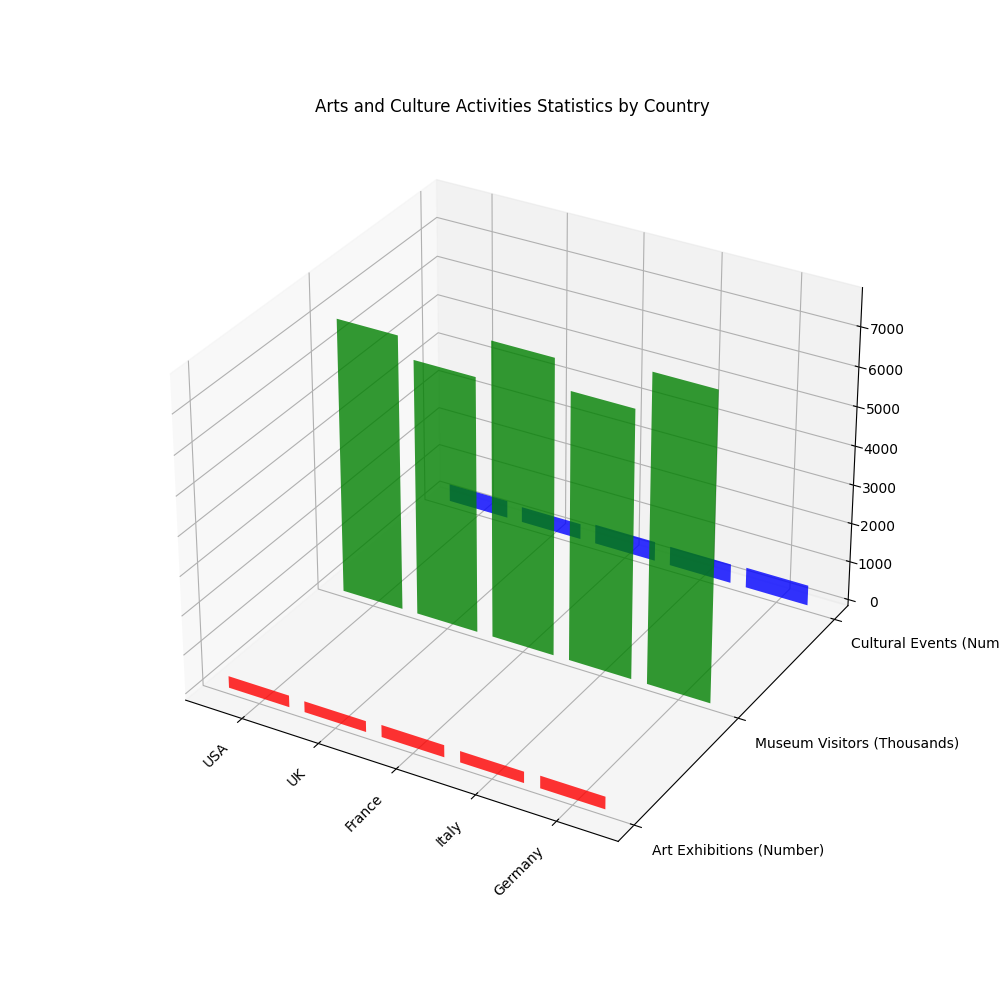 Arts and Culture Activities Statistics by Country
7000
6000
5000
4000
3000
2000
1000
0
Cultural Events (Num
Museum Visitors (Thousands)
Art Exhibitions (Number)
USA
UK
France
Italy
Germany